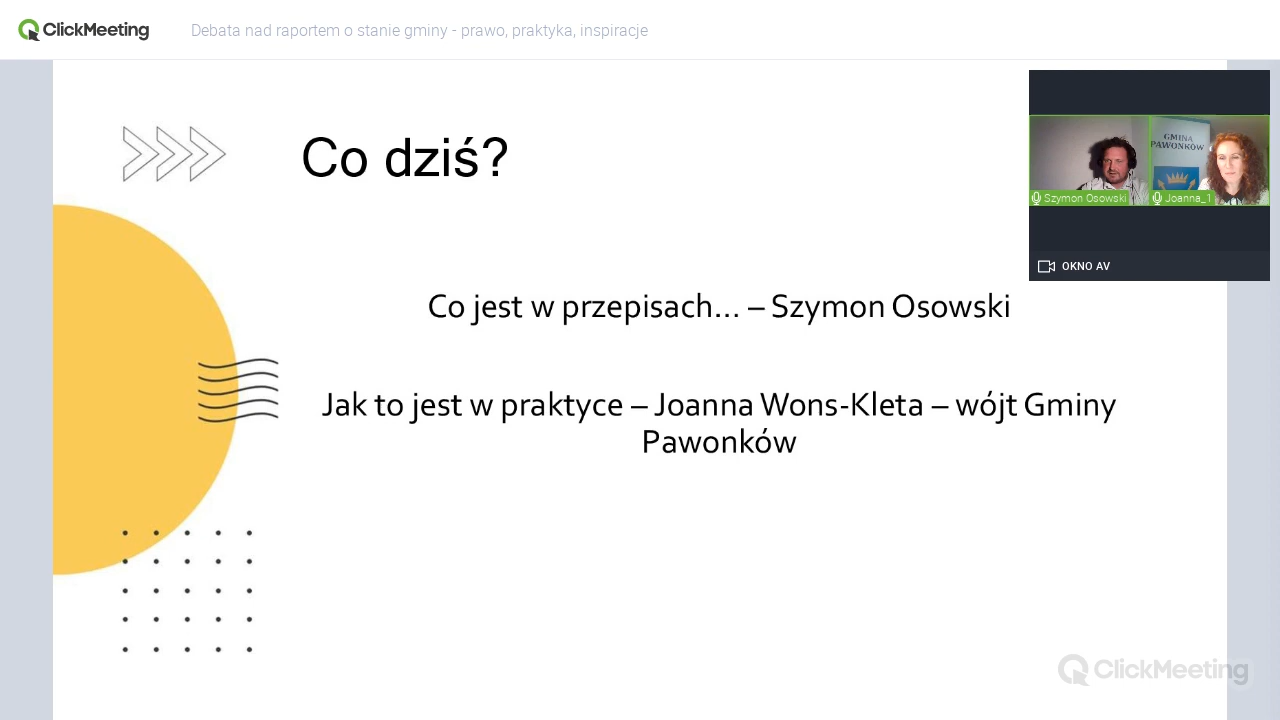 ClickMeeting
Debata nad raportem o stanie gminy - prawo, praktyka, inspiracje
Co dziś?
GMINA
PAWONKÓW
Szymon Osowski
Joanna_1
OKNO AV
Co jest w przepisach... – Szymon Osowski
Jak to jest w praktyce – Joanna Wons-Kleta – wójt Gminy
Pawonków
ClickMeeting